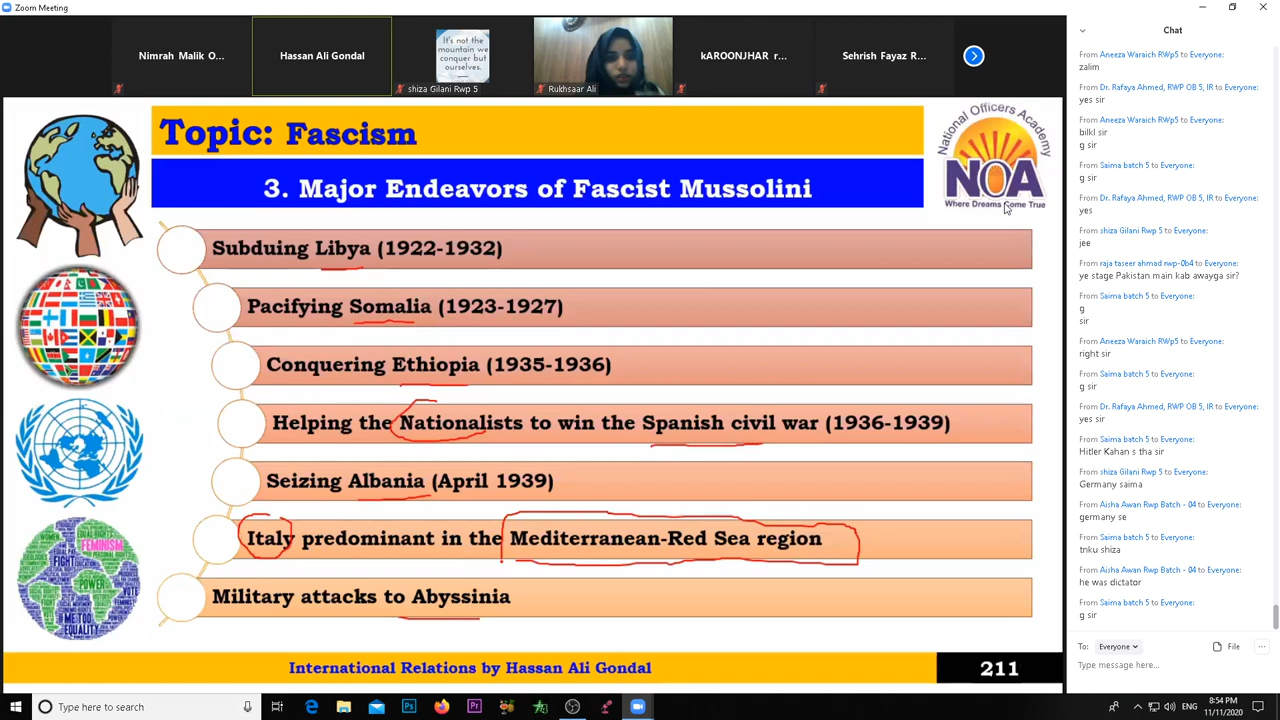 Zoom Meeting
Nimrah Malik O...
Hassan Ali Gondal
It's not the
mountain we
conquer but
ourselves.
shiza Gilani Rwp 5
Rukhsaar Ali
kAROONJHAR r...
Sehrish Fayaz R...
Topic: Fascism
3. Major Endeavors of Fascist Mussolini
National Officers Academy
NOA
Where Dreams Come True
Subduing Libya (1922-1932)
Pacifying Somalia (1923-1927)
Conquering Ethiopia (1935-1936)
Helping the Nationalists to win the Spanish civil war (1936-1939)
Seizing Albania (April 1939)
Italy predominant in the Mediterranean-Red Sea region
Military attacks to Abyssinia
FEMINISM
POWER
ME TOO
EQUALITY
International Relations by Hassan Ali Gondal
211
Chat
From Aneeza Waraich RWp5 to Everyone:
zalim
From Dr. Rafaya Ahmed, RWP OB 5, IR to Everyone:
yes sir
From Aneeza Waraich RWp5 to Everyone:
bilkl sir
g sir
From Saima batch 5 to Everyone:
g sir
From Dr. Rafaya Ahmed, RWP OB 5, IR to Everyone:
yes
From shiza Gilani Rwp 5 to Everyone:
jee
From raja taseer ahmad rwp-0b4 to Everyone:
ye stage Pakistan main kab awayga sir?
From Saima batch 5 to Everyone:
g
sir
From Aneeza Waraich RWp5 to Everyone:
right sir
From Saima batch 5 to Everyone:
g sir
From Dr. Rafaya Ahmed, RWP OB 5, IR to Everyone:
yes sir
From Saima batch 5 to Everyone:
Hitler Kahan s tha sir
From shiza Gilani Rwp 5 to Everyone:
Germany saima
From Aisha Awan Rwp Batch - 04 to Everyone:
germany se
From Saima batch 5 to Everyone:
tnku shiza
From Aisha Awan Rwp Batch - 04 to Everyone:
he was dictator
From Saima batch 5 to Everyone:
g sir
To: Everyone
File
Type message here...
Type here to search
Ps
Pr
ENG
8:54 PM
11/11/2020